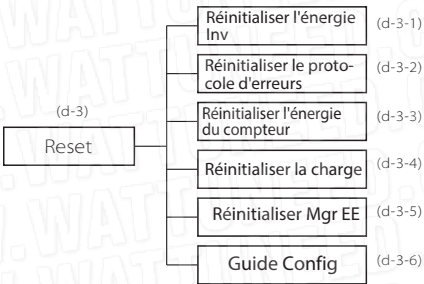 Réinitialiser l'énergie
Inv
(d-3-1)
Réinitialiser le proto-
cole d'erreurs
(d-3-2)
(d-3)
Reset
Réinitialiser l'énergie
du compteur
(d-3-3)
Réinitialiser la charge
(d-3-4)
Réinitialiser Mgr EE
(d-3-5)
Guide Config
(d-3-6)